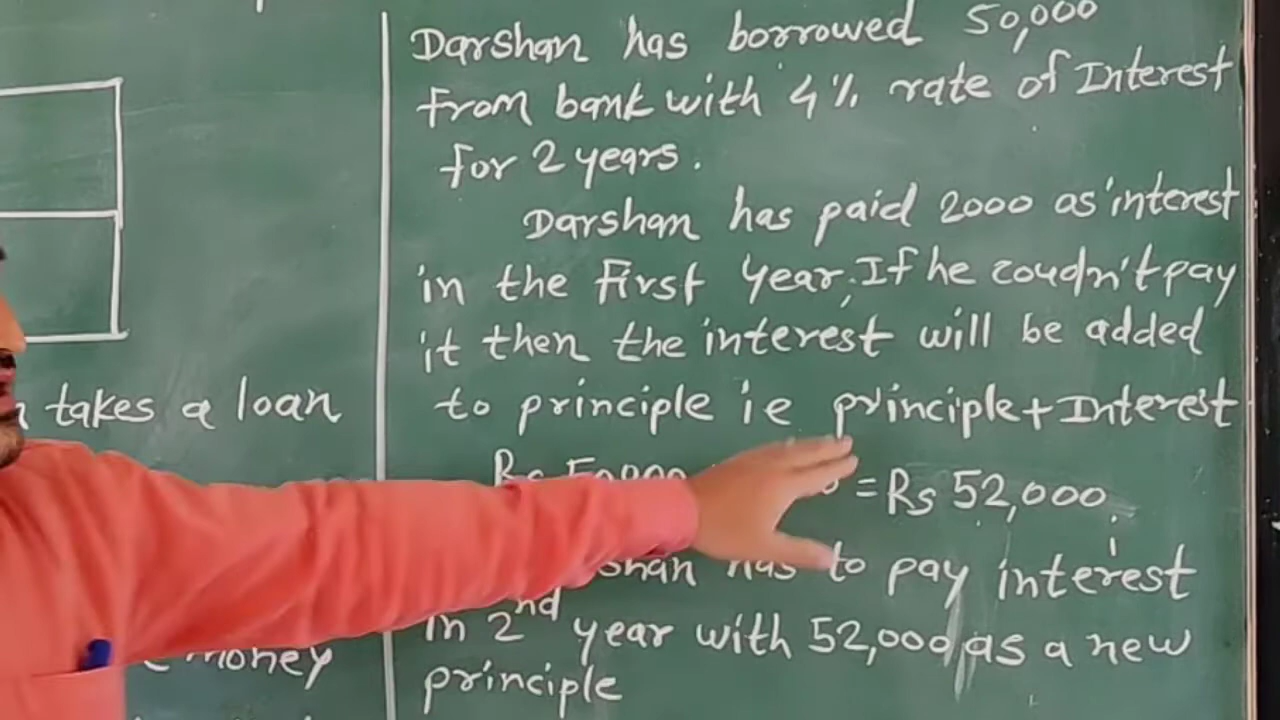 takes a loan
money
Darshan has borrowed 50,000
from bank with 4% rate of Interest
for 2 years.
Darshan has paid 2000 as interest
in the first year, If he coudn't pay
it then the interest will be added
to principle ie principle+Interest
Rs = Rs 52,000
has to pay interest
in 2nd year with 52,000, as a new
principle